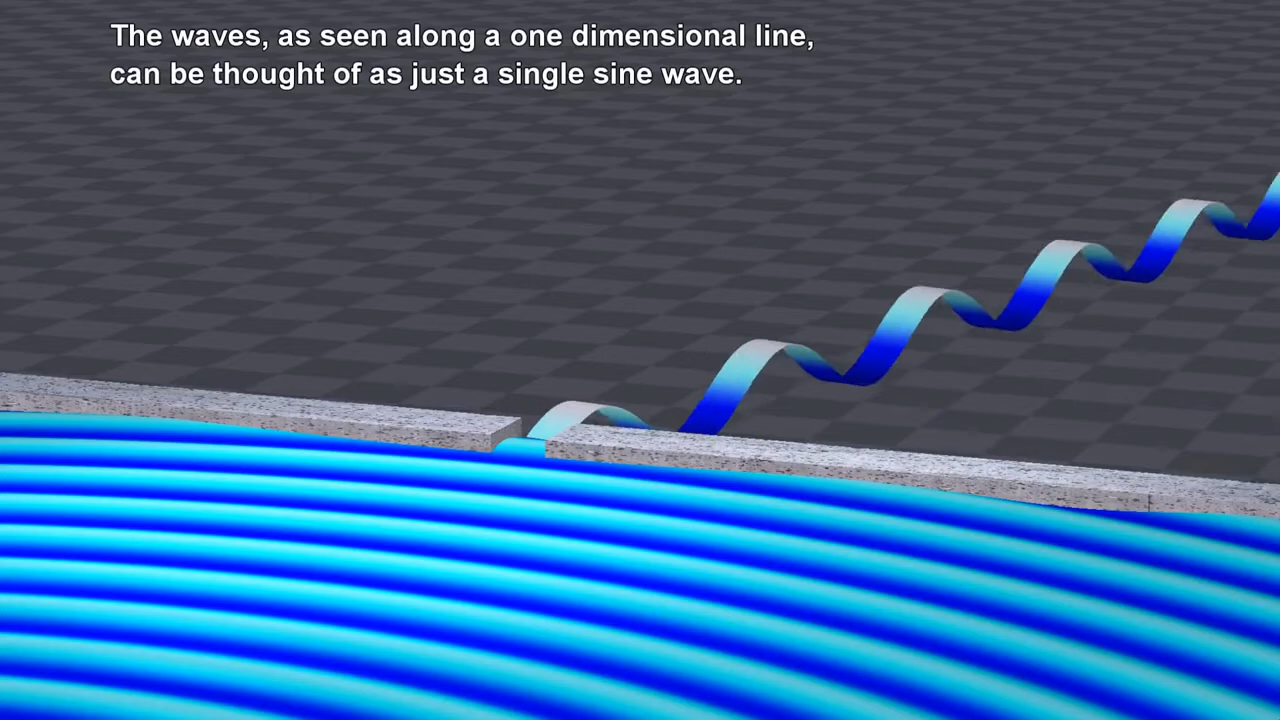 The waves, as seen along a one dimensional line,
can be thought of as just a single sine wave.